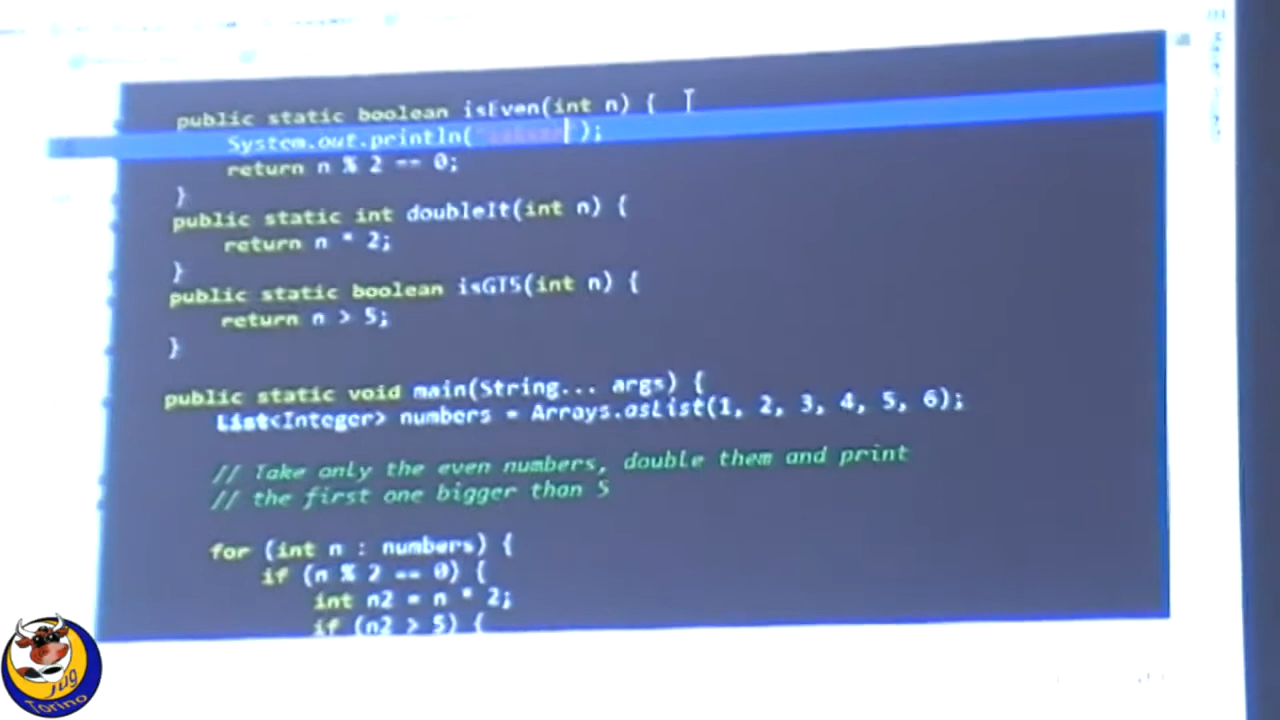 public static boolean isEven(int n) {
System.out.println(" ");
return n % 2 == 0;
}
public static int doubleIt(int n) {
return n * 2;
}
public static boolean isGT5(int n) {
return n > 5;
}
public static void main(String... args) {
List<Integer> numbers = Arrays.asList(1, 2, 3, 4, 5, 6);
// Take only the even numbers, double them and print
// the first one bigger than 5
for (int n : numbers) {
if (n % 2 == 0) {
int n2 = n * 2;
if (n2 > 5) {
jug
Torino